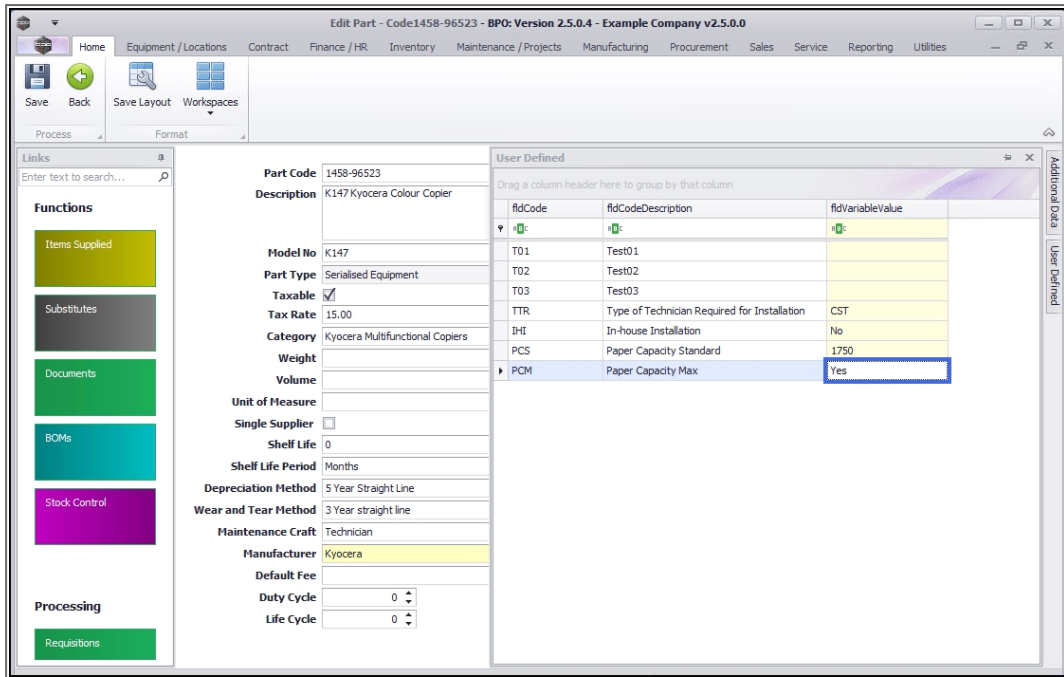 Edit Part - Code1458-96523 - BPO: Version 2.5.0.4 - Example Company v2.5.0.0
Home Equipment / Locations Contract Finance / HR Inventory Maintenance / Projects Manufacturing Procurement Sales Service Reporting Utilities
Save Back Save Layout Workspaces
Process Format
Links
Enter text to search...
Functions
Items Supplied
Substitutes
Documents
BOMs
Stock Control
Processing
Requisitions
Part Code 1458-96523
Description K147 Kyocera Colour Copier
Model No K147
Part Type Serialised Equipment
Taxable
Tax Rate 15.00
Category Kyocera Multifunctional Copiers
Weight
Volume
Unit of Measure
Single Supplier
Shelf Life 0
Shelf Life Period Months
Depreciation Method 5 Year Straight Line
Wear and Tear Method 3 Year straight line
Maintenance Craft Technician
Manufacturer Kyocera
Default Fee
Duty Cycle 0
Life Cycle 0
User Defined
Drag a column header here to group by that column
fldCode fldCodeDescription fldVariableValue
T01 Test01
T02 Test02
T03 Test03
TTR Type of Technician Required for Installation CST
IHI In-house Installation No
PCS Paper Capacity Standard 1750
PCM Paper Capacity Max Yes
Additional Data
User Defined